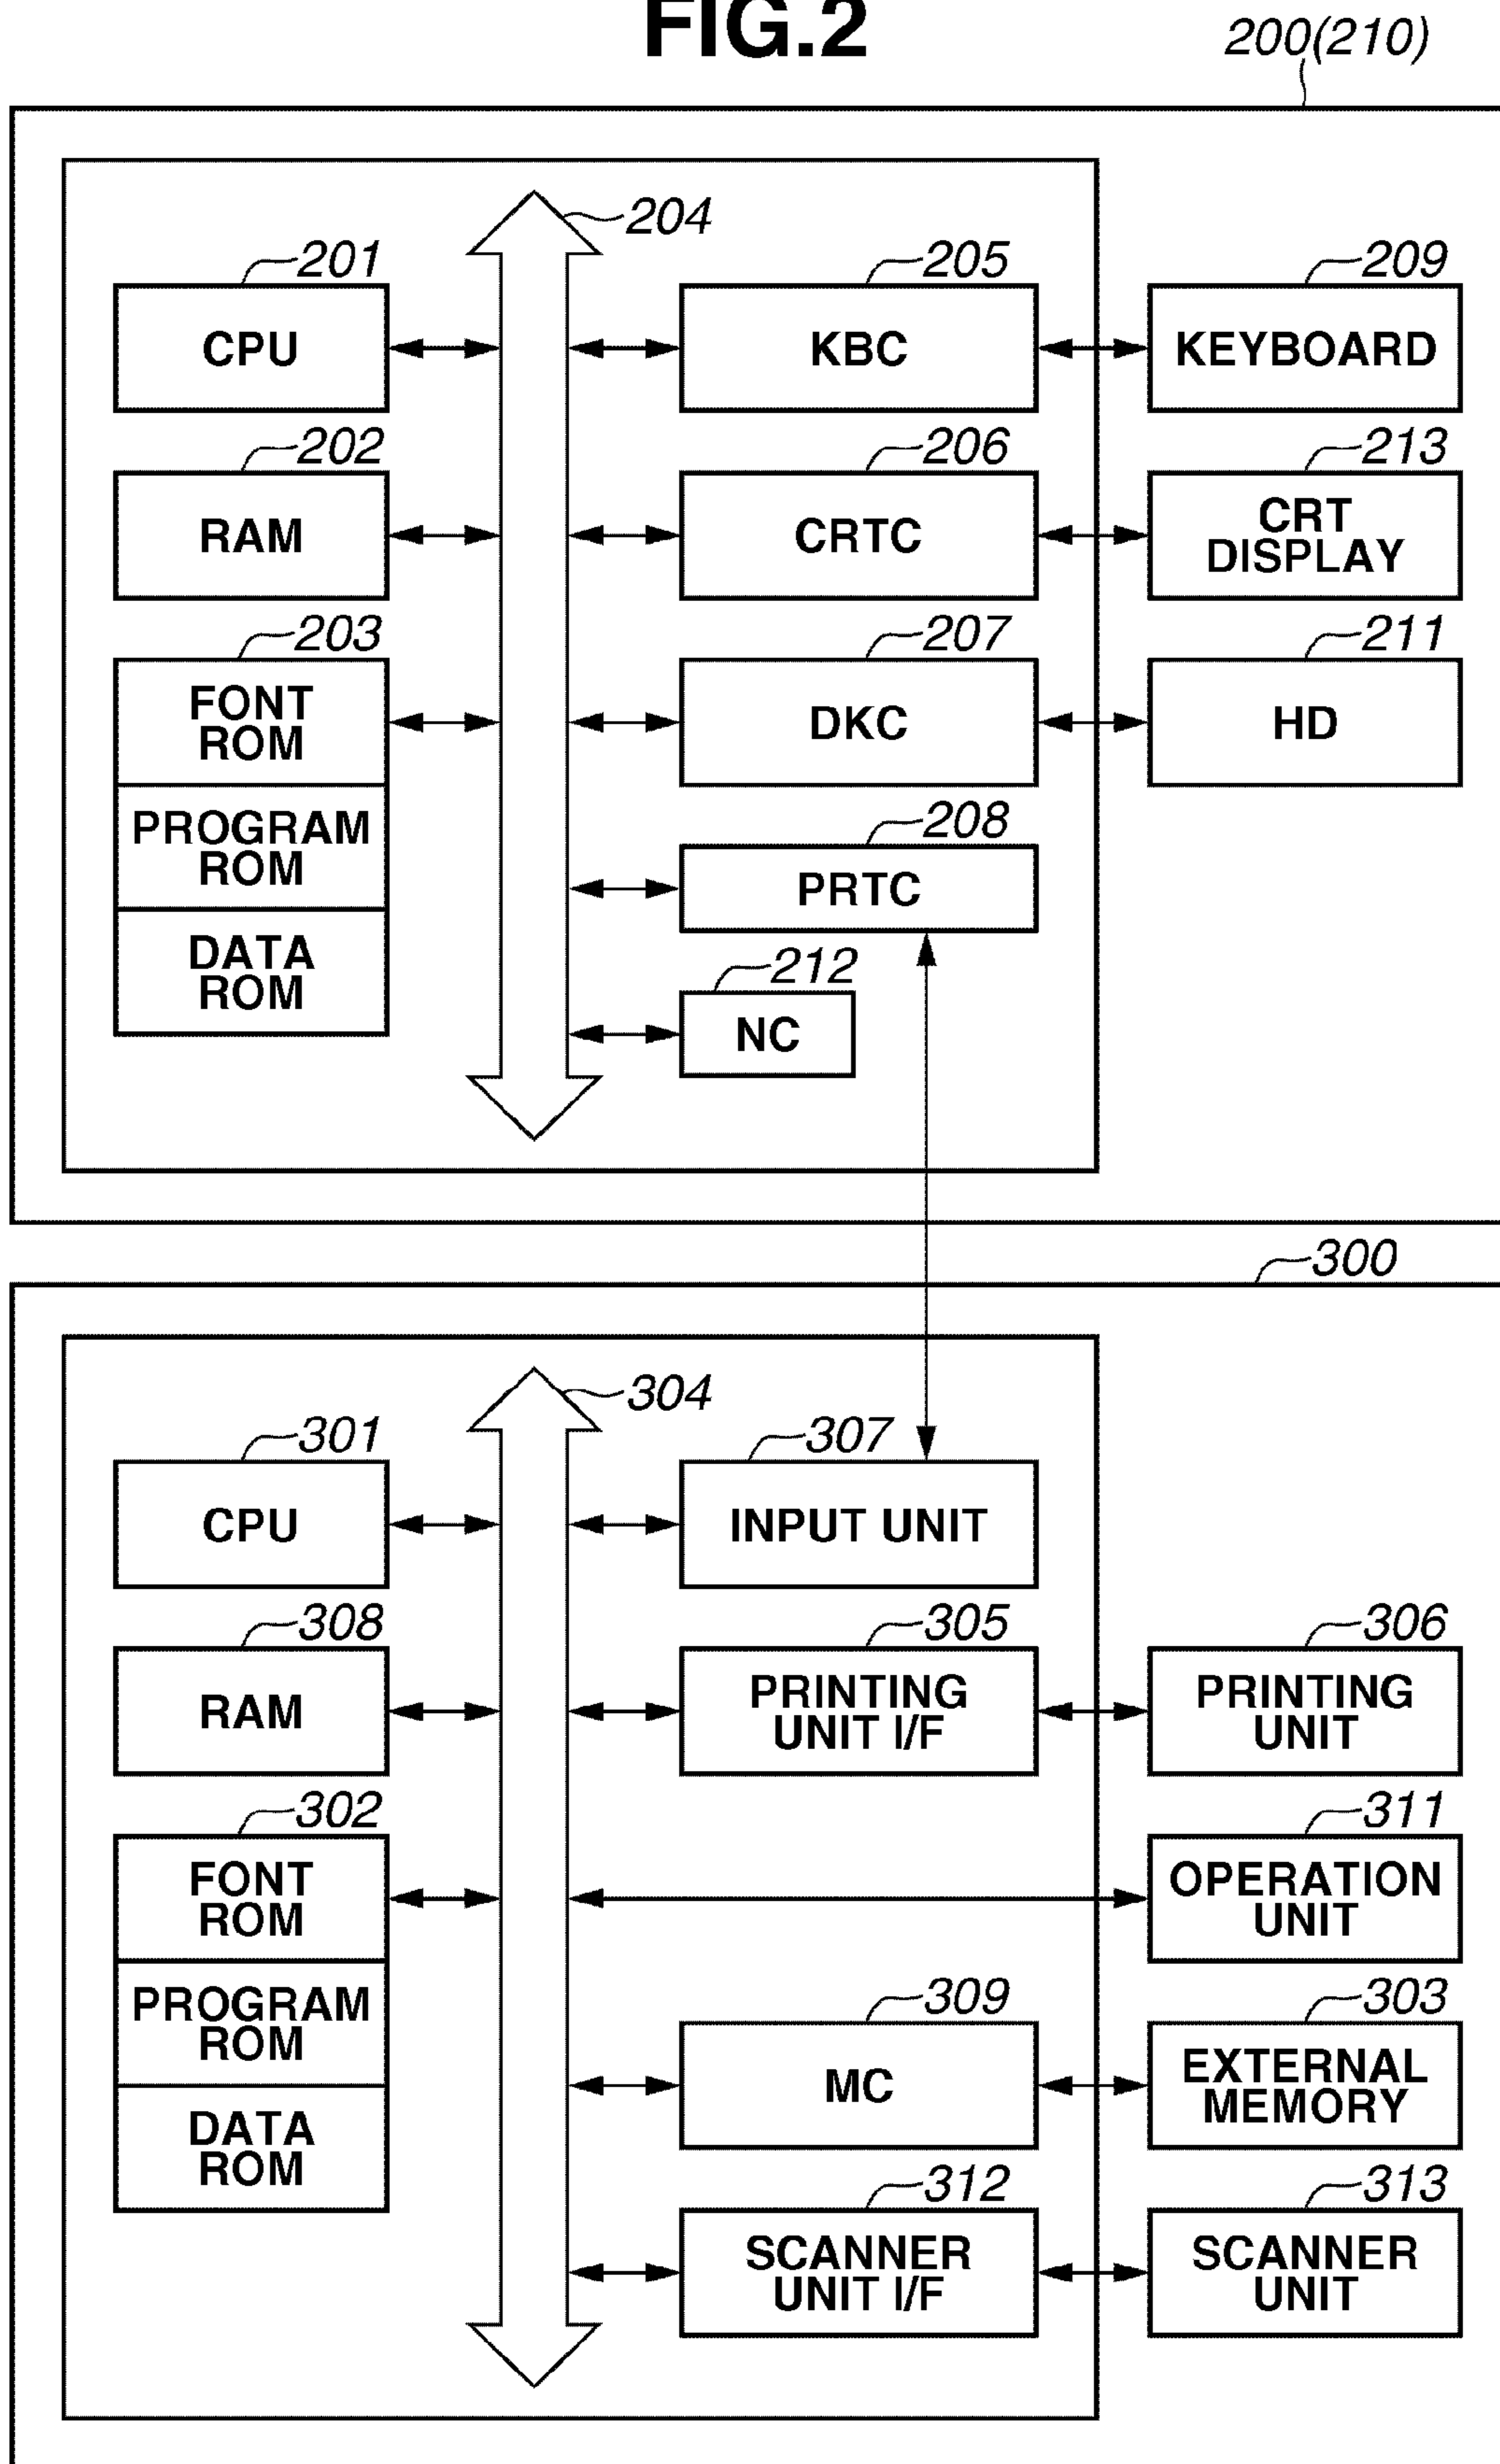 FIG.2
200(210)
204
201
205
209
CPU
KBC
KEYBOARD
202
206
213
RAM
CRTC
CRT
DISPLAY
203
207
211
FONT
ROM
DKC
HD
PROGRAM
ROM
208
PRTC
DATA
ROM
212
NC
300
304
301
307
CPU
INPUT UNIT
308
305
306
RAM
PRINTING
UNIT I/F
PRINTING
UNIT
302
311
FONT
ROM
OPERATION
UNIT
PROGRAM
ROM
309
303
MC
EXTERNAL
MEMORY
DATA
ROM
312
313
SCANNER
UNIT I/F
SCANNER
UNIT